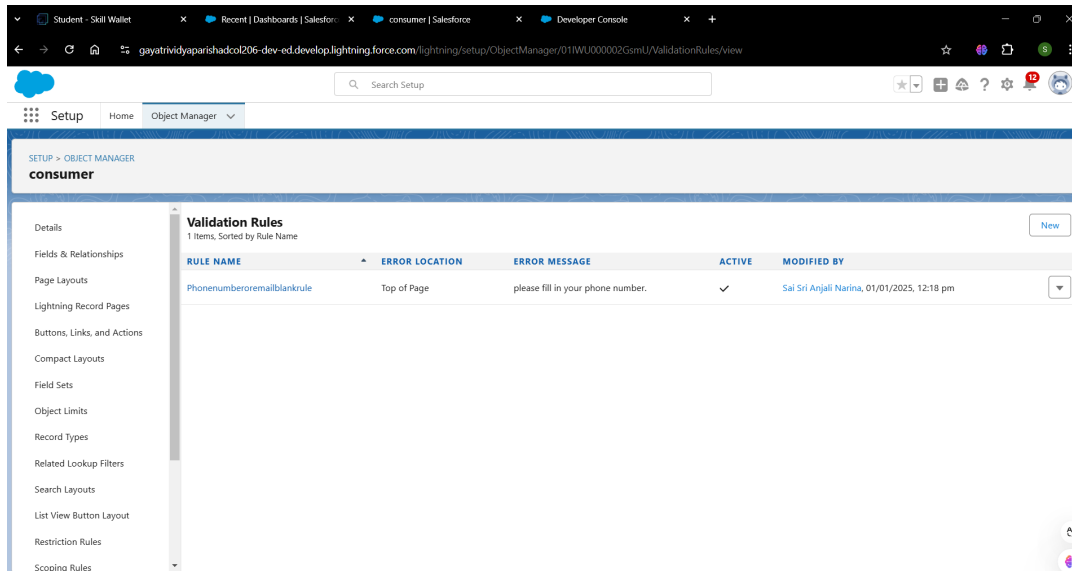 Student - Skill Wallet
Recent | Dashboards | Salesforc
consumer | Salesforce
Developer Console
gayatrividyaparishadcol206-dev-ed.develop.lightning.force.com/lightning/setup/ObjectManager/01IWU000002GsmU/ValidationRules/view
S
Search Setup
12
Setup
Home
Object Manager
SETUP > OBJECT MANAGER
consumer
Details
Fields & Relationships
Page Layouts
Lightning Record Pages
Buttons, Links, and Actions
Compact Layouts
Field Sets
Object Limits
Record Types
Related Lookup Filters
Search Layouts
List View Button Layout
Restriction Rules
Scoping Rules
Validation Rules
1 Items, Sorted by Rule Name
New
RULE NAME ERROR LOCATION ERROR MESSAGE ACTIVE MODIFIED BY
Phonenumberoremailblankrule Top of Page please fill in your phone number. Sai Sri Anjali Narina, 01/01/2025, 12:18 pm